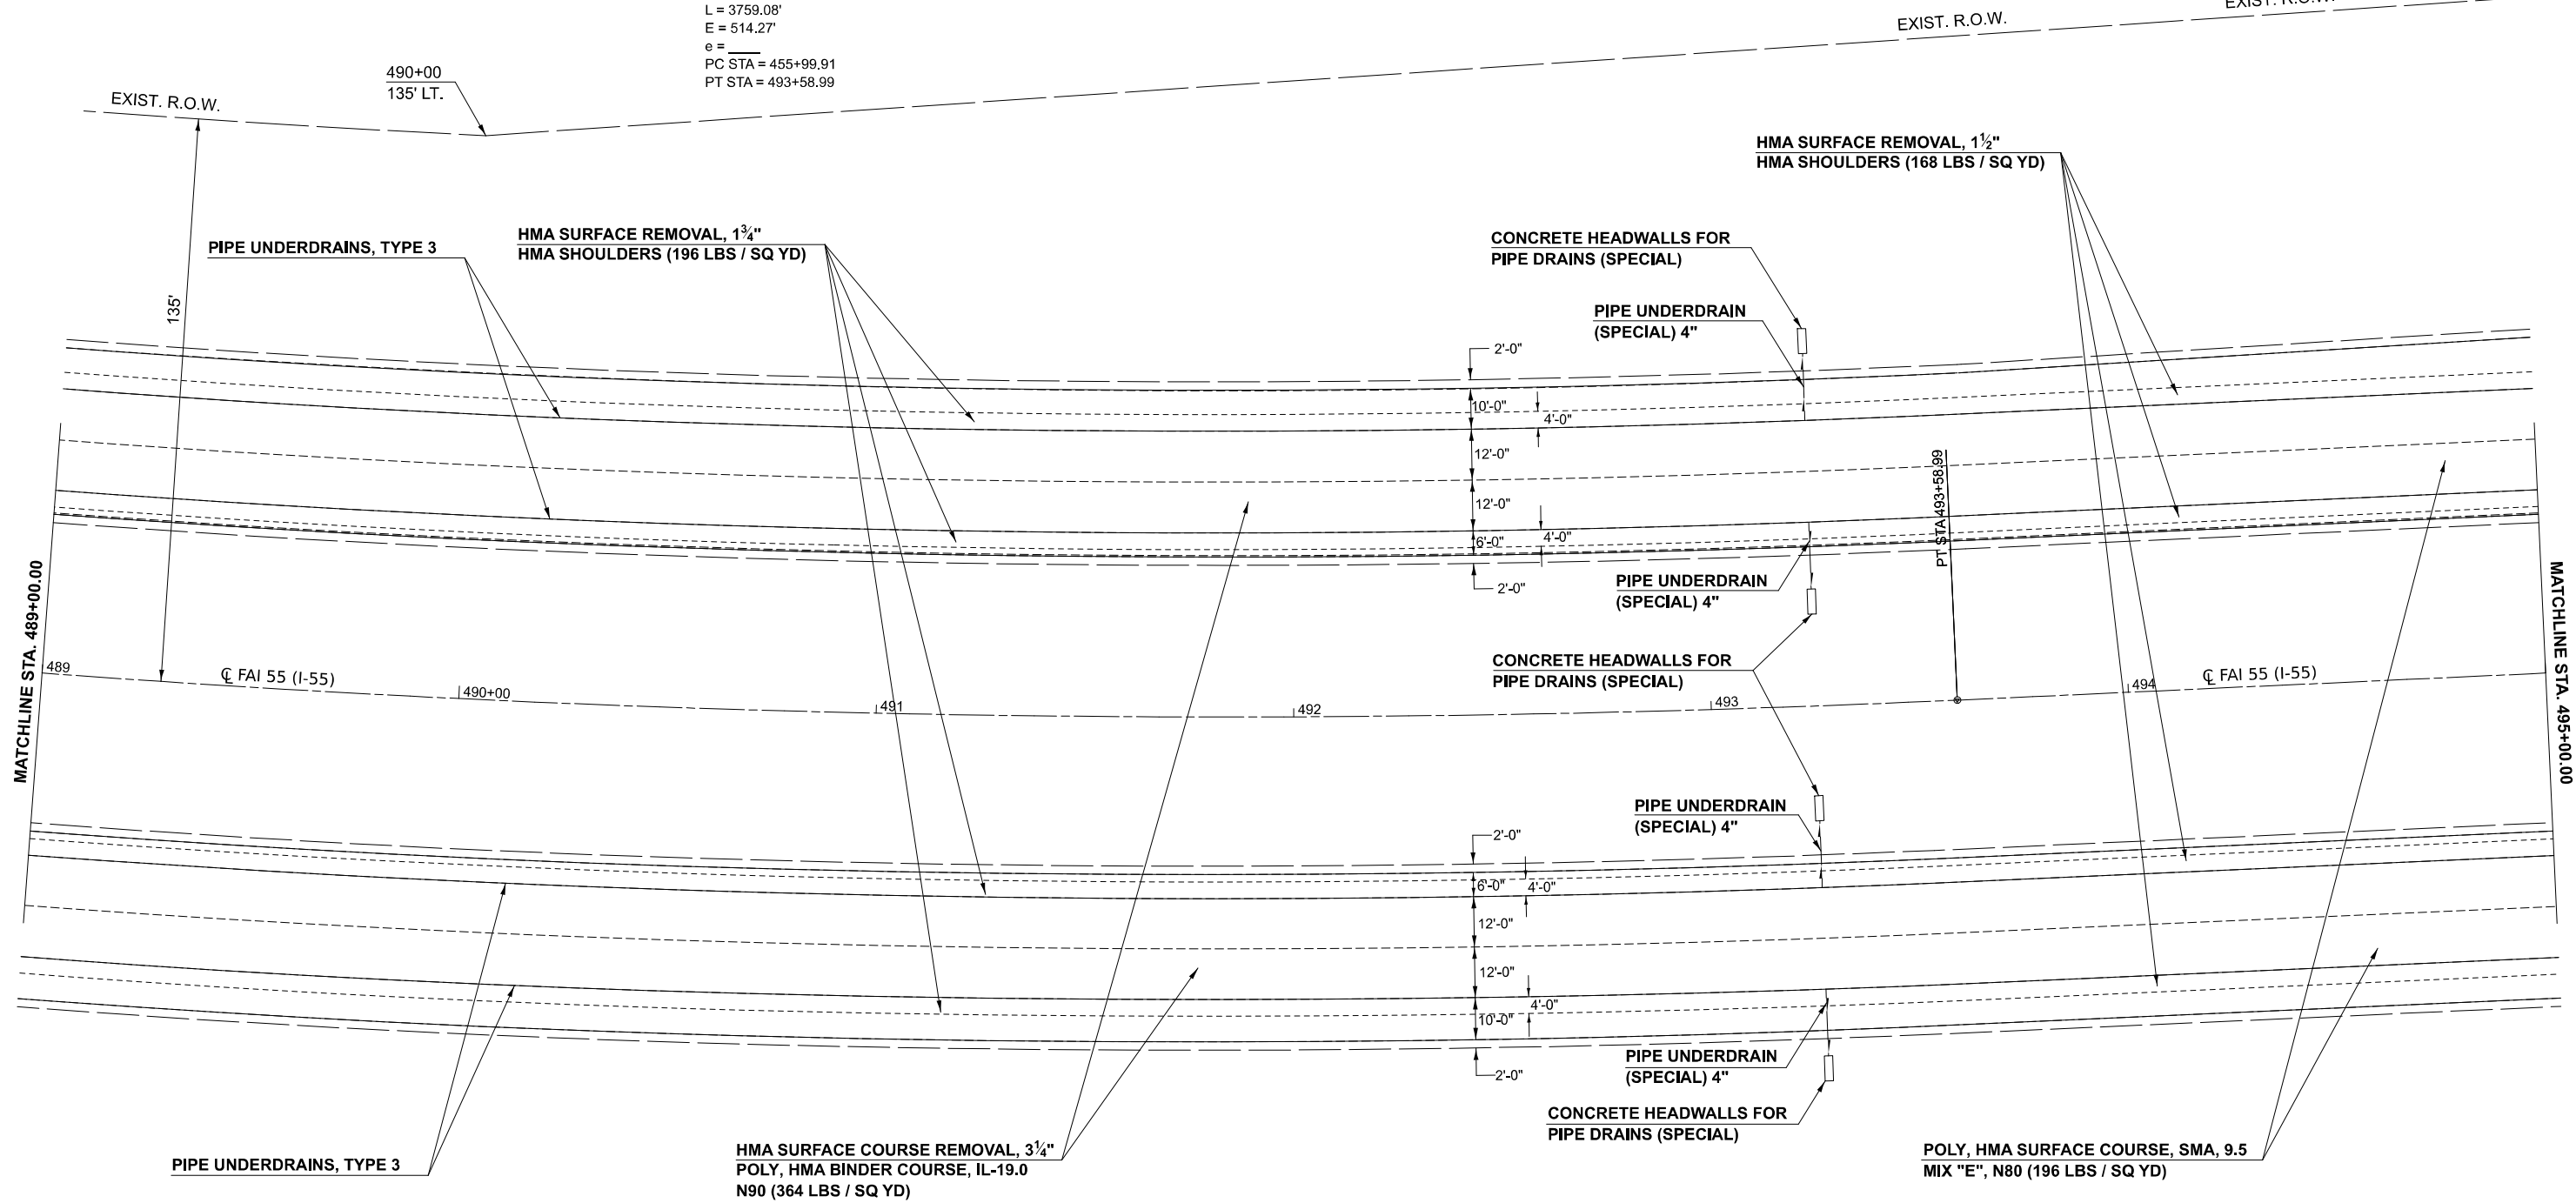 L = 3759.08'
E = 514.27'
e = ____
PC STA = 455+99.91
PT STA = 493+58.99
EXIST. R.O.W.
EXIST. R.O.W.
490+00
135' LT.
EXIST. R.O.W.
135'
HMA SURFACE REMOVAL, 1½"
HMA SHOULDERS (168 LBS / SQ YD)
PIPE UNDERDRAINS, TYPE 3
HMA SURFACE REMOVAL, 1¾"
HMA SHOULDERS (196 LBS / SQ YD)
CONCRETE HEADWALLS FOR
PIPE DRAINS (SPECIAL)
PIPE UNDERDRAIN
(SPECIAL) 4"
2'-0"
10'-0"
4'-0"
12'-0"
12'-0"
6'-0"
4'-0"
2'-0"
PT STA 493+58.99
PIPE UNDERDRAIN
(SPECIAL) 4"
MATCHLINE STA. 489+00.00
MATCHLINE STA. 495+00.00
CONCRETE HEADWALLS FOR
PIPE DRAINS (SPECIAL)
489
℄ FAI 55 (I-55)
490+00
491
492
493
494
℄ FAI 55 (I-55)
PIPE UNDERDRAIN
(SPECIAL) 4"
2'-0"
6'-0"
4'-0"
12'-0"
12'-0"
4'-0"
10'-0"
2'-0"
PIPE UNDERDRAIN
(SPECIAL) 4"
CONCRETE HEADWALLS FOR
PIPE DRAINS (SPECIAL)
PIPE UNDERDRAINS, TYPE 3
HMA SURFACE COURSE REMOVAL, 3¼"
POLY, HMA BINDER COURSE, IL-19.0
N90 (364 LBS / SQ YD)
POLY, HMA SURFACE COURSE, SMA, 9.5
MIX "E", N80 (196 LBS / SQ YD)